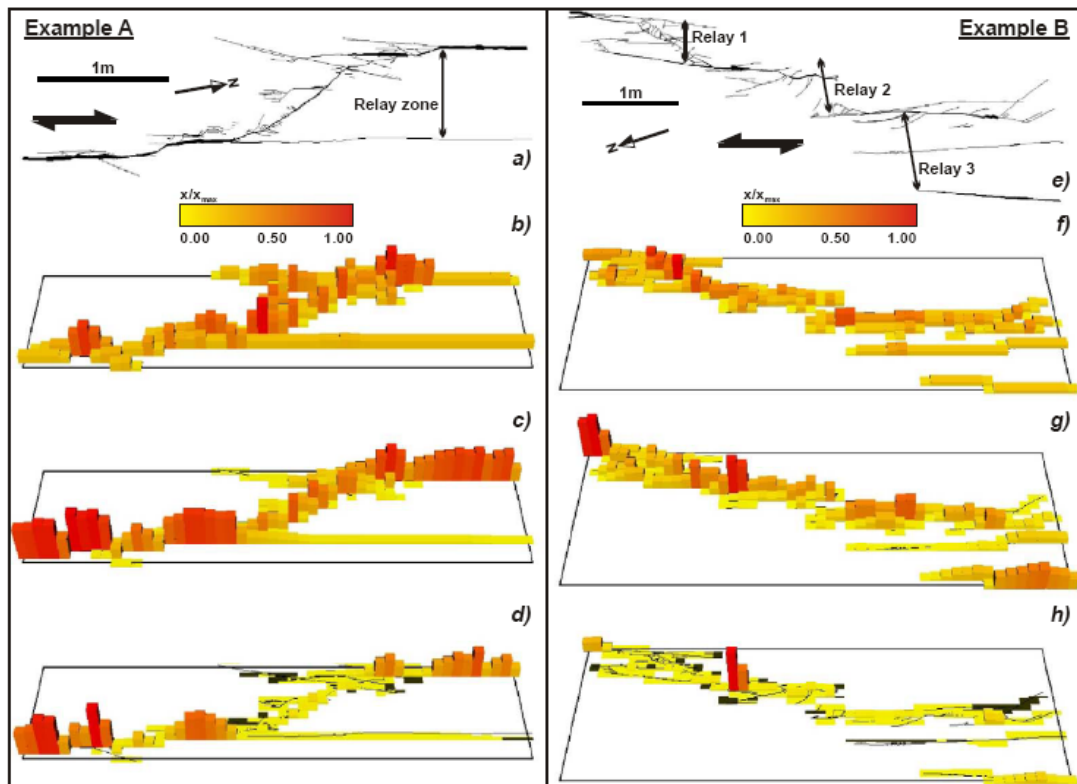 Example A
1m
N
Relay zone
a)
x/xmax
0.00 0.50 1.00
b)
c)
d)
Example B
Relay 1
1m
Relay 2
N
Relay 3
e)
x/xmax
0.00 0.50 1.00
f)
g)
h)